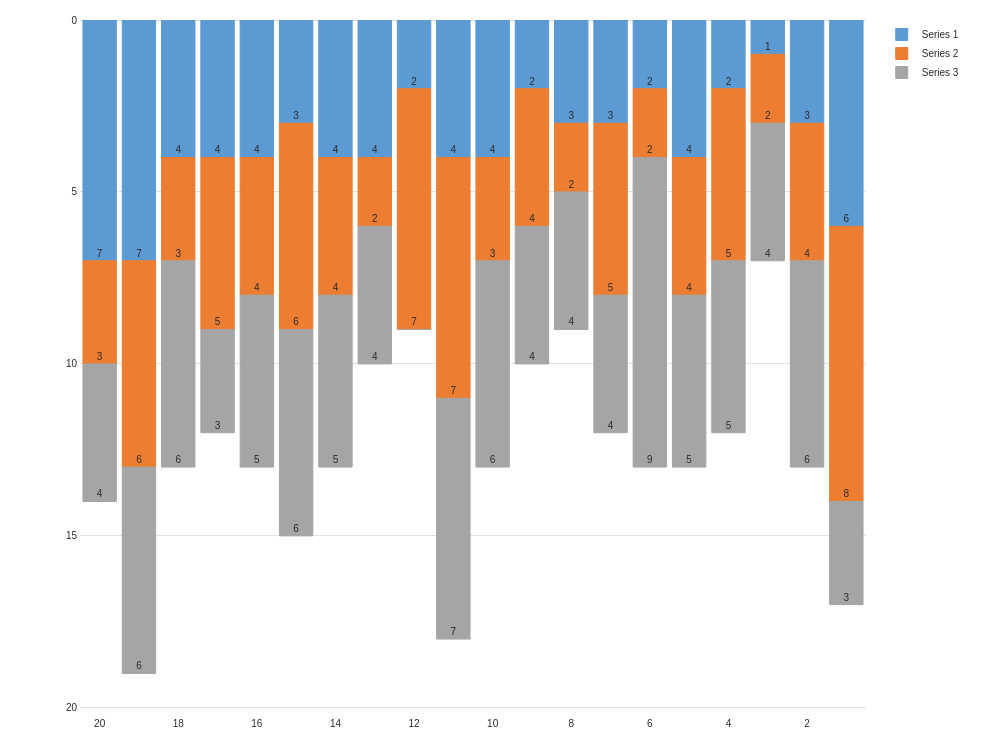 0
Series 1
1
Series 2
2 2 2 2 2
Series 3
3 3 3 3 2
4 4 4 4 4 4 4 4 2 4
5
2
2 4 6
7 7 3 3 5 4 4
4 4 5 4
5 6 7 4
3 4 4
10
7
3 4 5
6 6 5 5 6 9 5 6
4 8
15
6
3
7
6
20
20 18 16 14 12 10 8 6 4 2